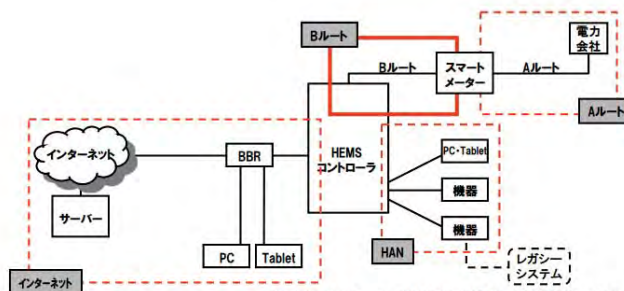 Bルート
電力
会社
Bルート
スマート
メーター
Aルート
Aルート
インターネット
BBR
HEMS
コントローラ
PC・Tablet
機器
サーバー
機器
PC
Tablet
HAN
レガシー
システム
インターネット